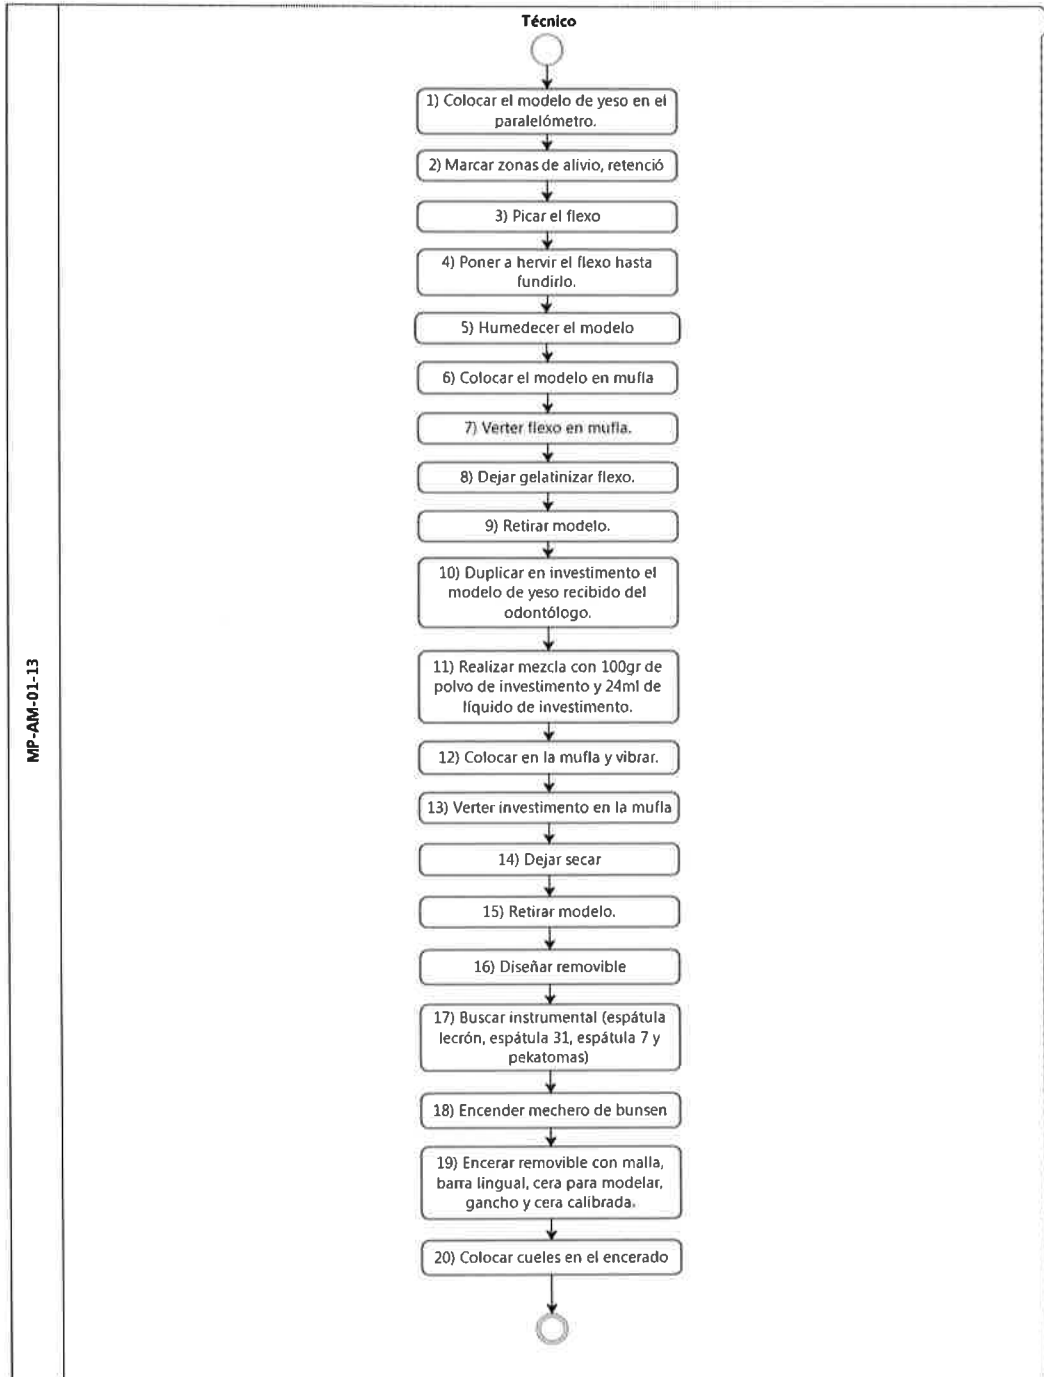 Técnico
1) Colocar el modelo de yeso en el
paralelómetro.
2) Marcar zonas de alivio, retenció
3) Picar el flexo
4) Poner a hervir el flexo hasta
fundirlo.
5) Humedecer el modelo
6) Colocar el modelo en mufla
7) Verter flexo en mufla.
8) Dejar gelatinizar flexo.
9) Retirar modelo.
10) Duplicar en investimento el
modelo de yeso recibido del
odontólogo.
11) Realizar mezcla con 100gr de
polvo de investimento y 24ml de
líquido de investimento.
MP-AM-01-13
12) Colocar en la mufla y vibrar.
13) Verter investimento en la mufla
14) Dejar secar
15) Retirar modelo.
16) Diseñar removible
17) Buscar instrumental (espátula
lecrón, espátula 31, espátula 7 y
pekatomas)
18) Encender mechero de bunsen
19) Encerar removible con malla,
barra lingual, cera para modelar,
gancho y cera calibrada.
20) Colocar cueles en el encerado